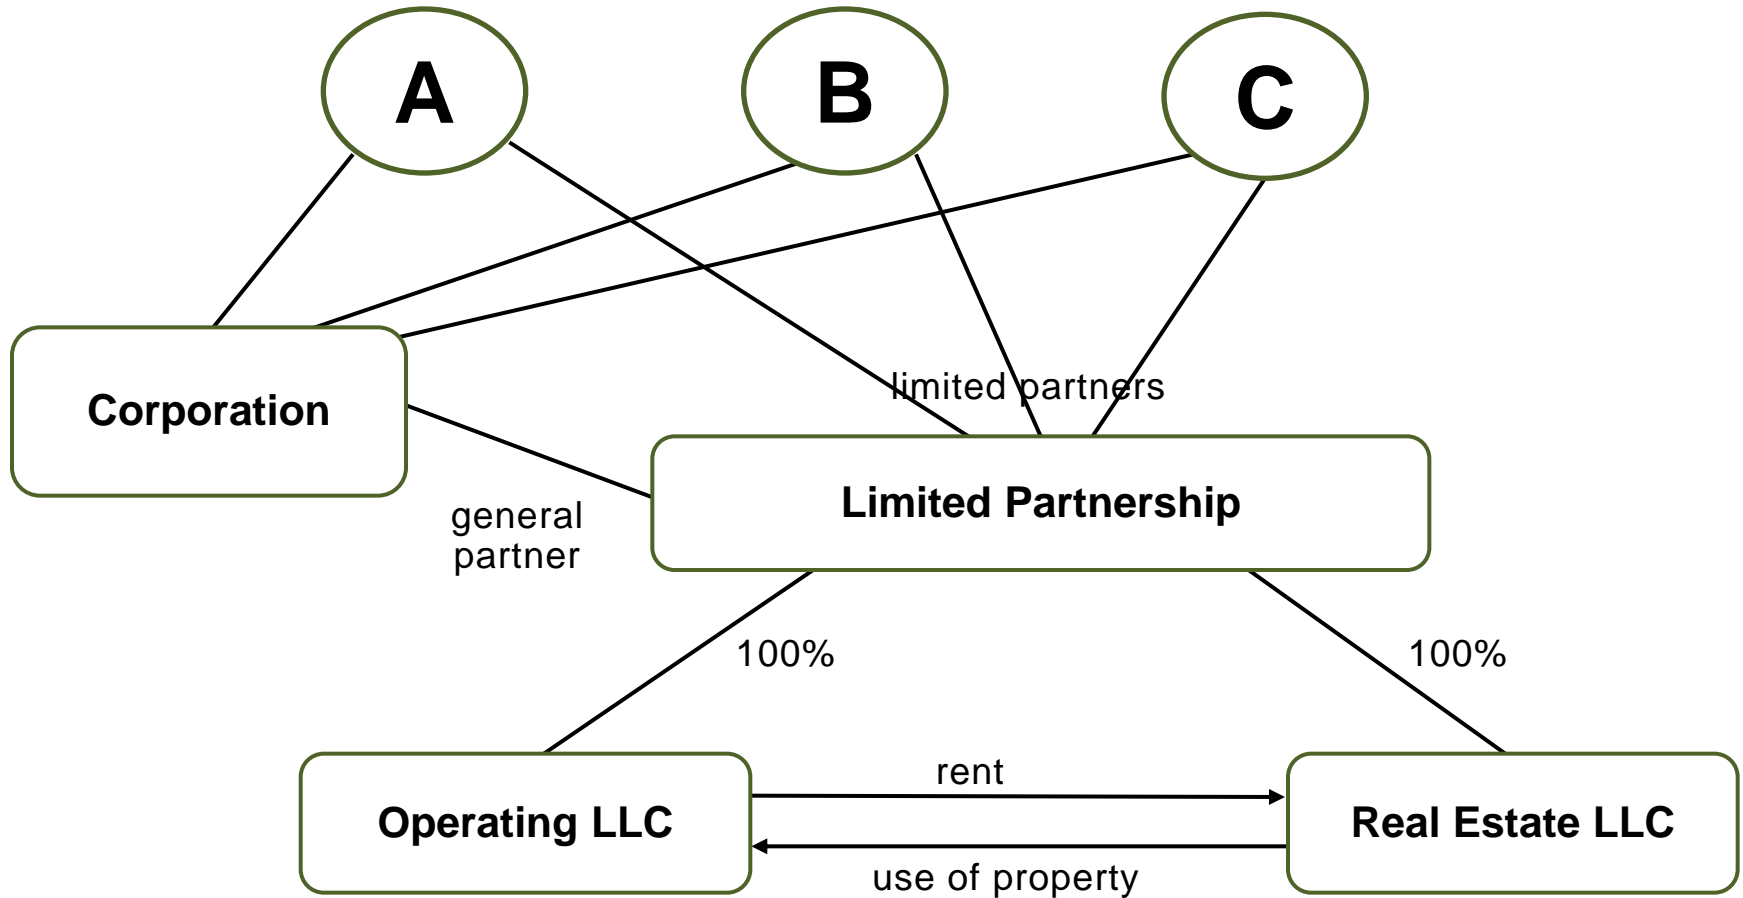 A
B
C
limited partners
Corporation
Limited Partnership
general
partner
100%
100%
rent
Operating LLC
Real Estate LLC
use of property